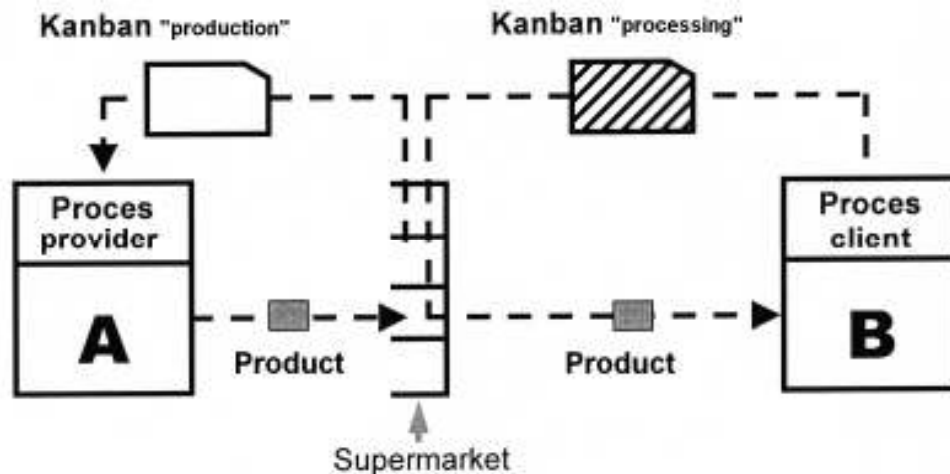 Kanban "production"
Kanban "processing"
Proces
provider
A
Product
Supermarket
Product
Proces
client
B